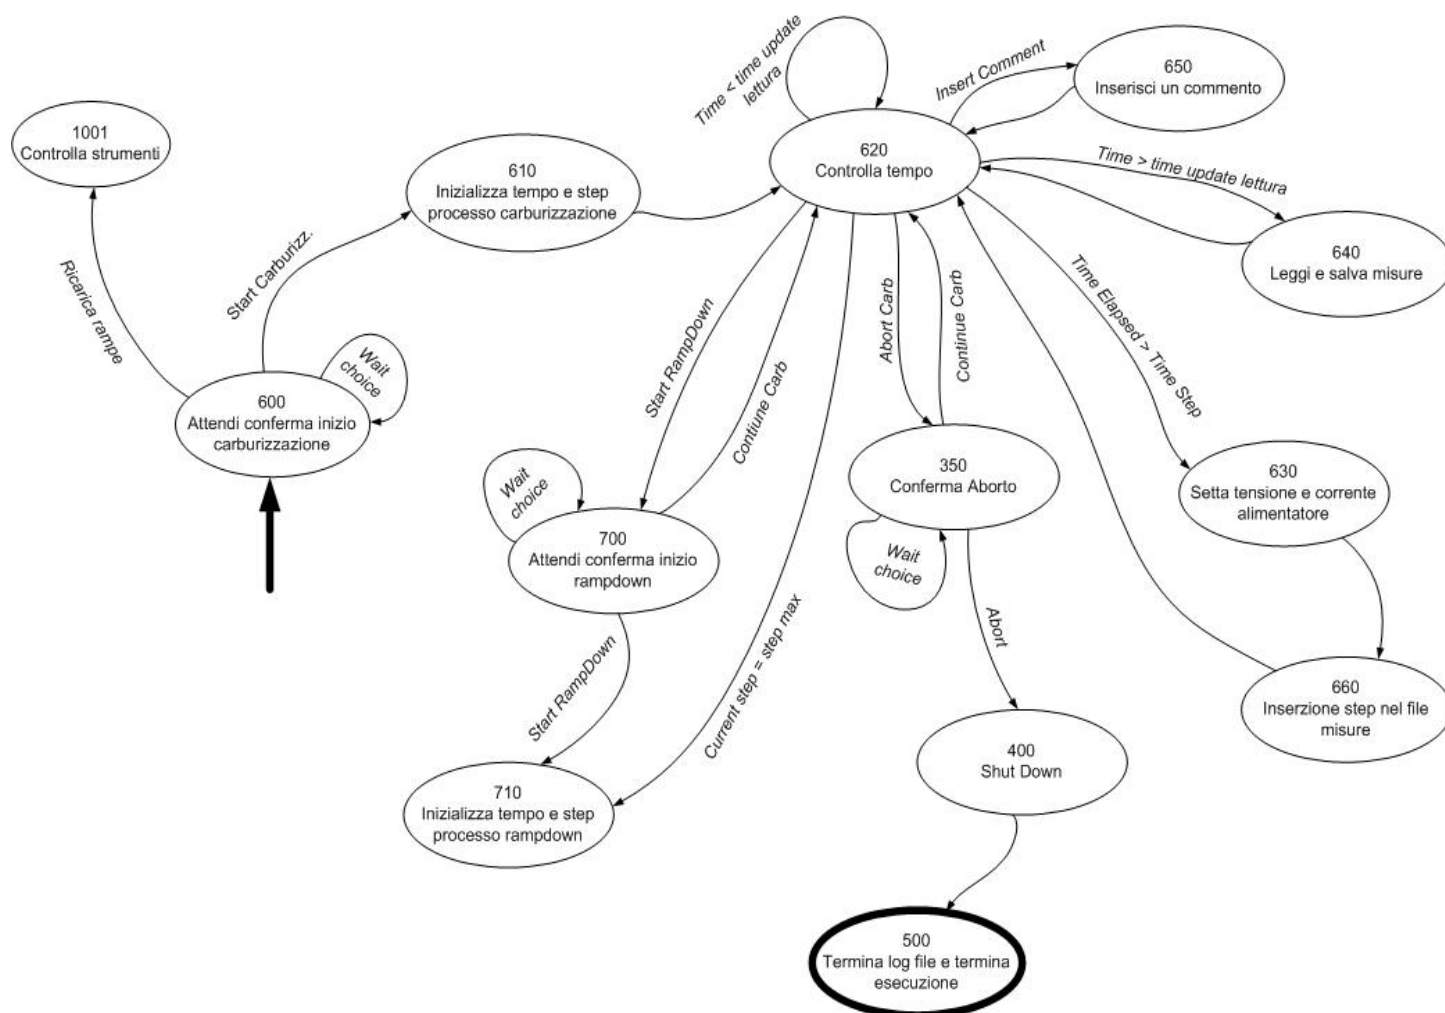 Time < time update
lettura
Insert Comment
650
Inserisci un commento
1001
Controlla strumenti
610
Inizializza tempo e step
processo carburizzazione
620
Controlla tempo
Time > time update lettura
640
Leggi e salva misure
Ricarica rampe
Start Carburizz.
Wait
choice
600
Attendi conferma inizio
carburizzazione
Start RampDown
Contiune Carb
Abort Carb
Continue Carb
Time Elapsed > Time Step
350
Conferma Aborto
Wait
choice
630
Setta tensione e corrente
alimentatore
Wait
choice
700
Attendi conferma inizio
rampdown
Abort
Start RampDown
Current step = step max
660
Inserzione step nel file
misure
400
Shut Down
710
Inizializza tempo e step
processo rampdown
500
Termina log file e termina
esecuzione